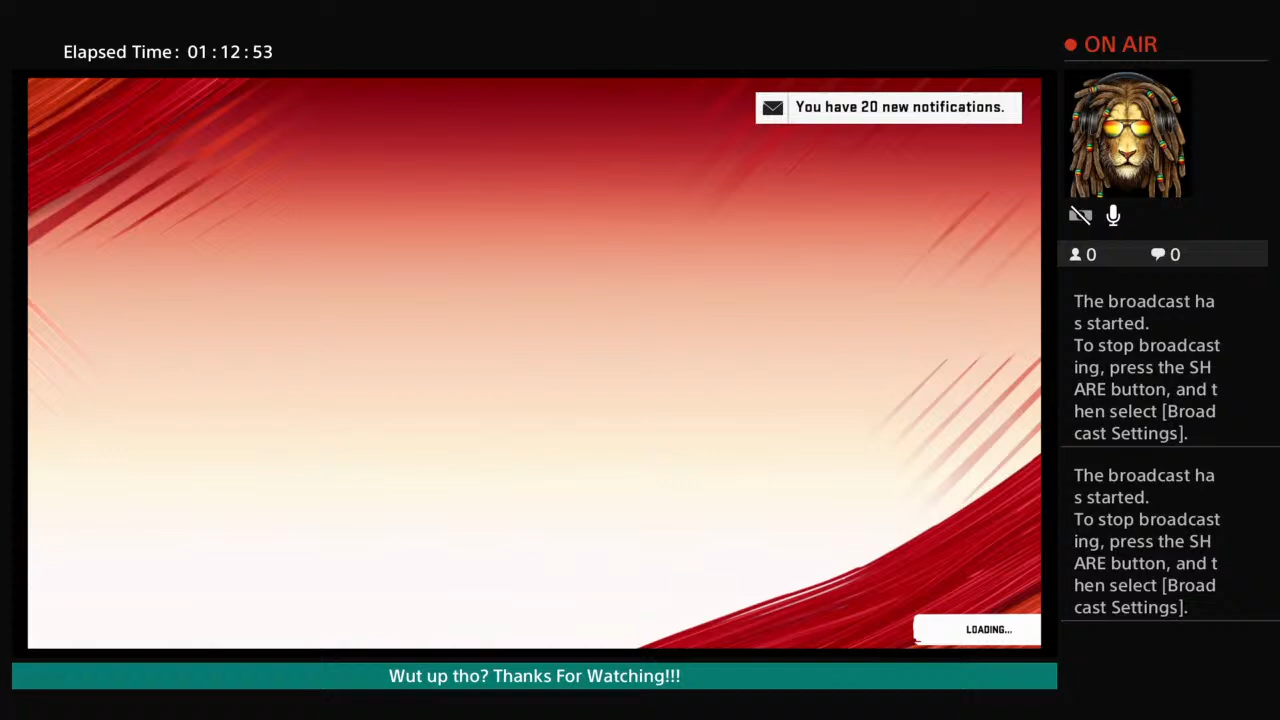 Elapsed Time: 01:12:53
ON AIR
You have 20 new notifications.
0 0
The broadcast ha
s started.
To stop broadcast
ing, press the SH
ARE button, and t
hen select [Broad
cast Settings].
The broadcast ha
s started.
To stop broadcast
ing, press the SH
ARE button, and t
hen select [Broad
cast Settings].
LOADING...
Wut up tho? Thanks For Watching!!!